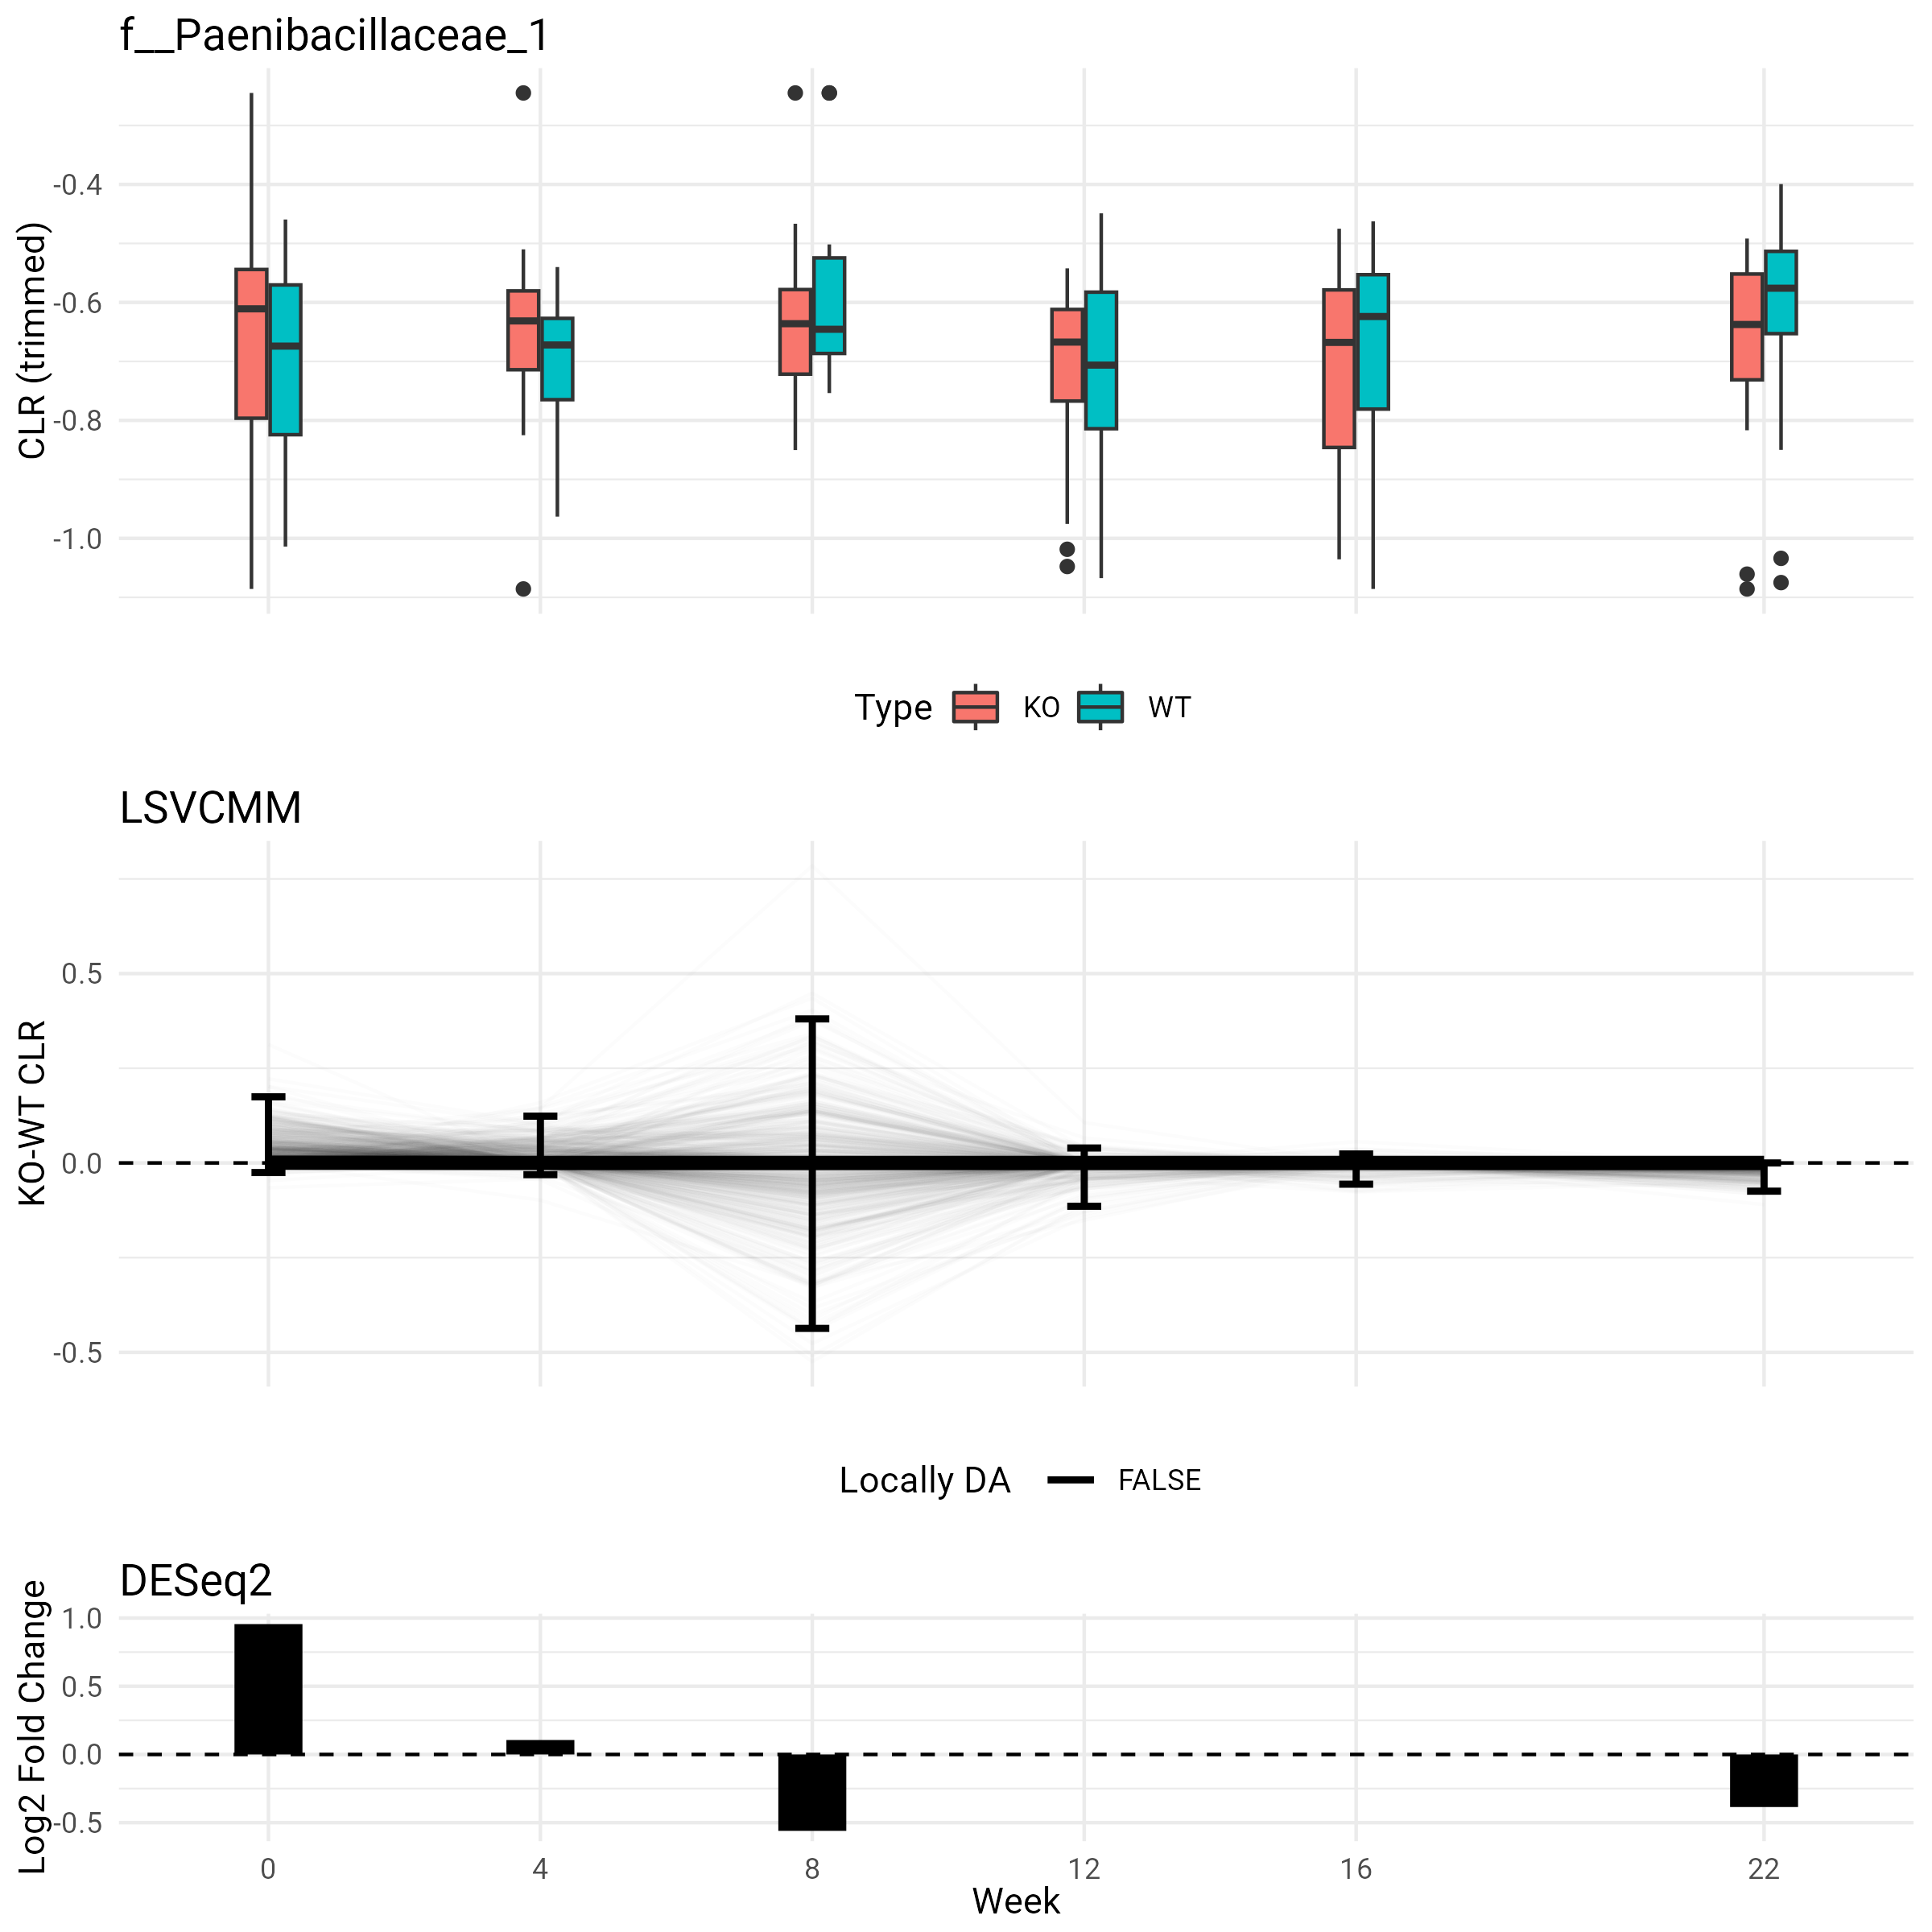 f__Paenibacillaceae_1
CLR (trimmed)
-0.4
-0.6
-0.8
-1.0
Type KO WT
LSVCMM
KO-WT CLR
0.5
0.0
-0.5
Locally DA FALSE
DESeq2
Log2 Fold Change
1.0
0.5
0.0
-0.5
0 4 8 12 16 22
Week